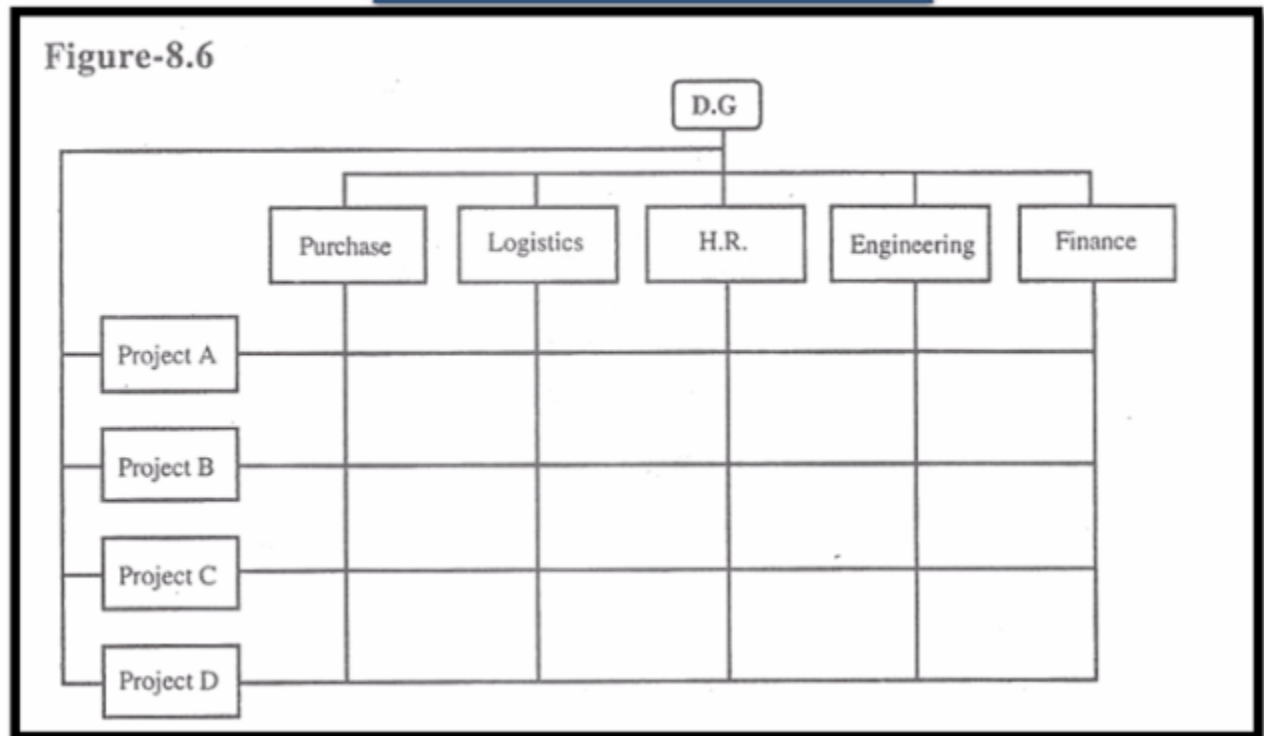 Figure-8.6
D.G
Purchase
Logistics
H.R.
Engineering
Finance
Project A
Project B
Project C
Project D